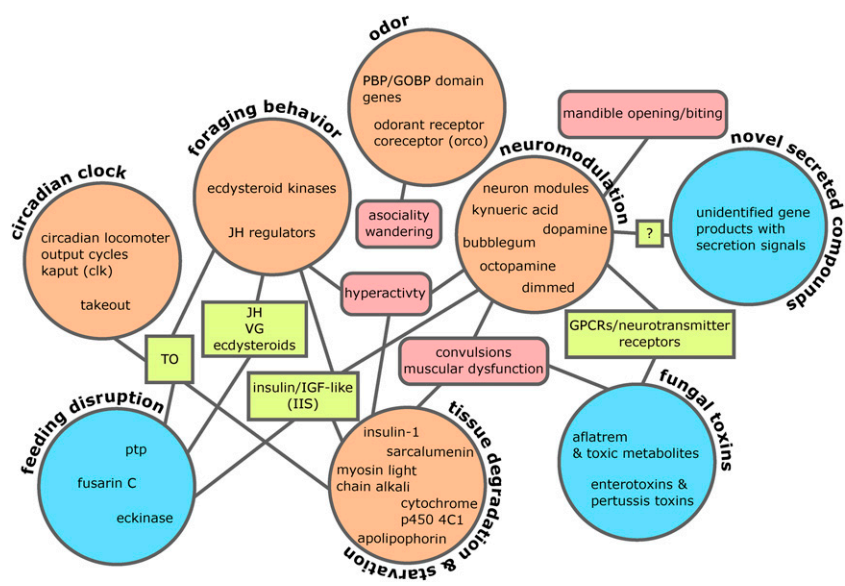 odor
PBP/GOBP domain
genes
odorant receptor
coreceptor (orco)
foraging behavior
ecdysteroid kinases
JH regulators
mandible opening/biting
neuromodulation
neuron modules
kynueric acid
dopamine
bubblegum
octopamine
dimmed
novel secreted compounds
unidentified gene
products with
secretion signals
?
circadian clock
circadian locomoter
output cycles
kaput (clk)
takeout
asociality
wandering
hyperactivty
JH
VG
ecdysteroids
TO
GPCRs/neurotransmitter
receptors
convulsions
muscular dysfunction
insulin/IGF-like
(IIS)
feeding disruption
ptp
fusarin C
eckinase
tissue degradation & starvation
insulin-1
sarcalumenin
myosin light
chain alkali
cytochrome
p450 4C1
apolipophorin
fungal toxins
aflatrem
& toxic metabolites
enterotoxins &
pertussis toxins